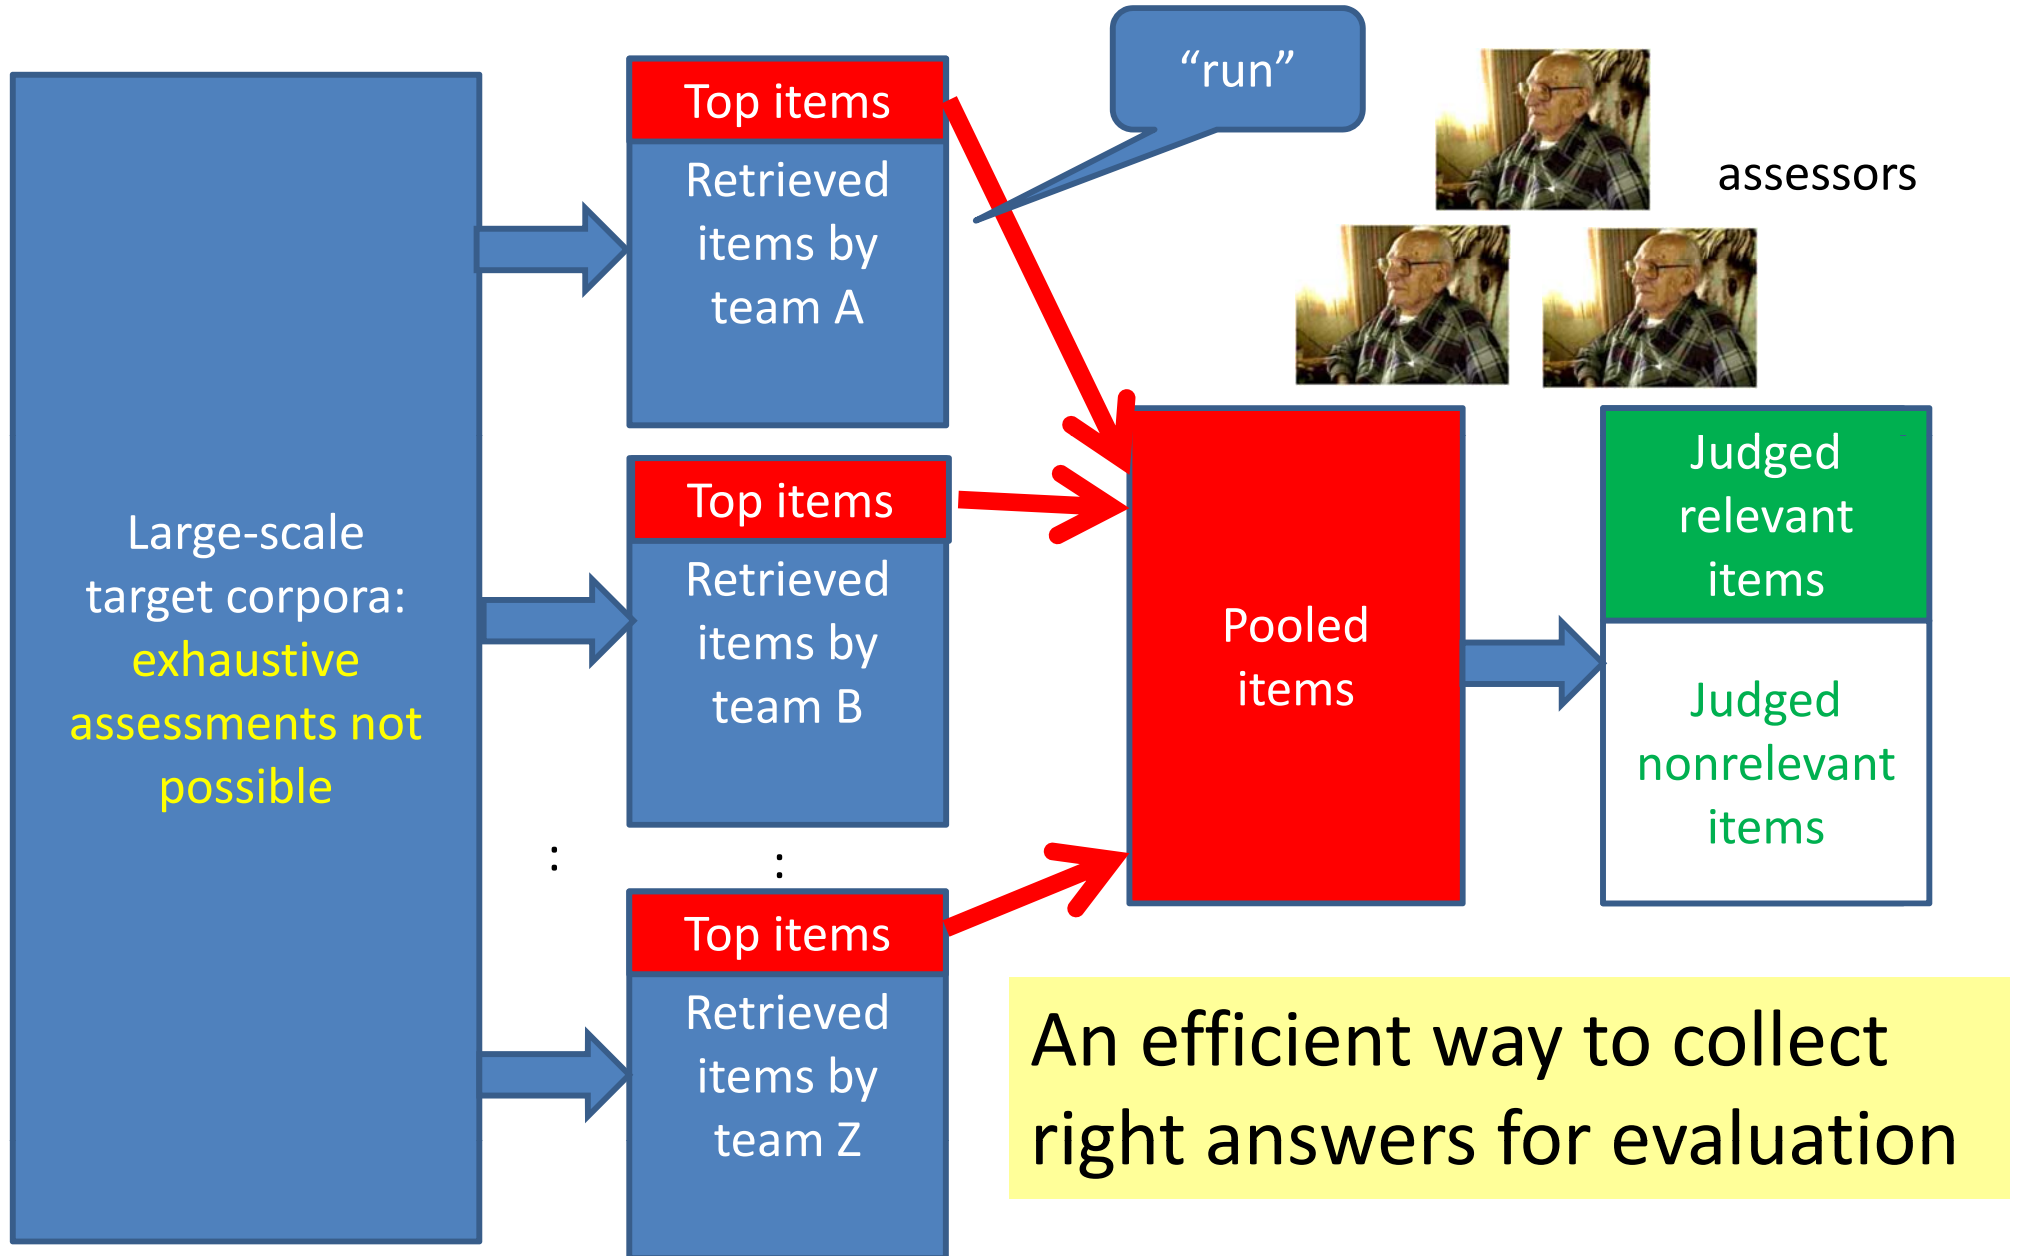 Large-scale
target corpora:
exhaustive
assessments not
possible
Top items
Retrieved
items by
team A
Top items
Retrieved
items by
team B
:
:
Top items
Retrieved
items by
team Z
“run”
assessors
Pooled
items
Judged
relevant
items
Judged
nonrelevant
items
An efficient way to collect
right answers for evaluation